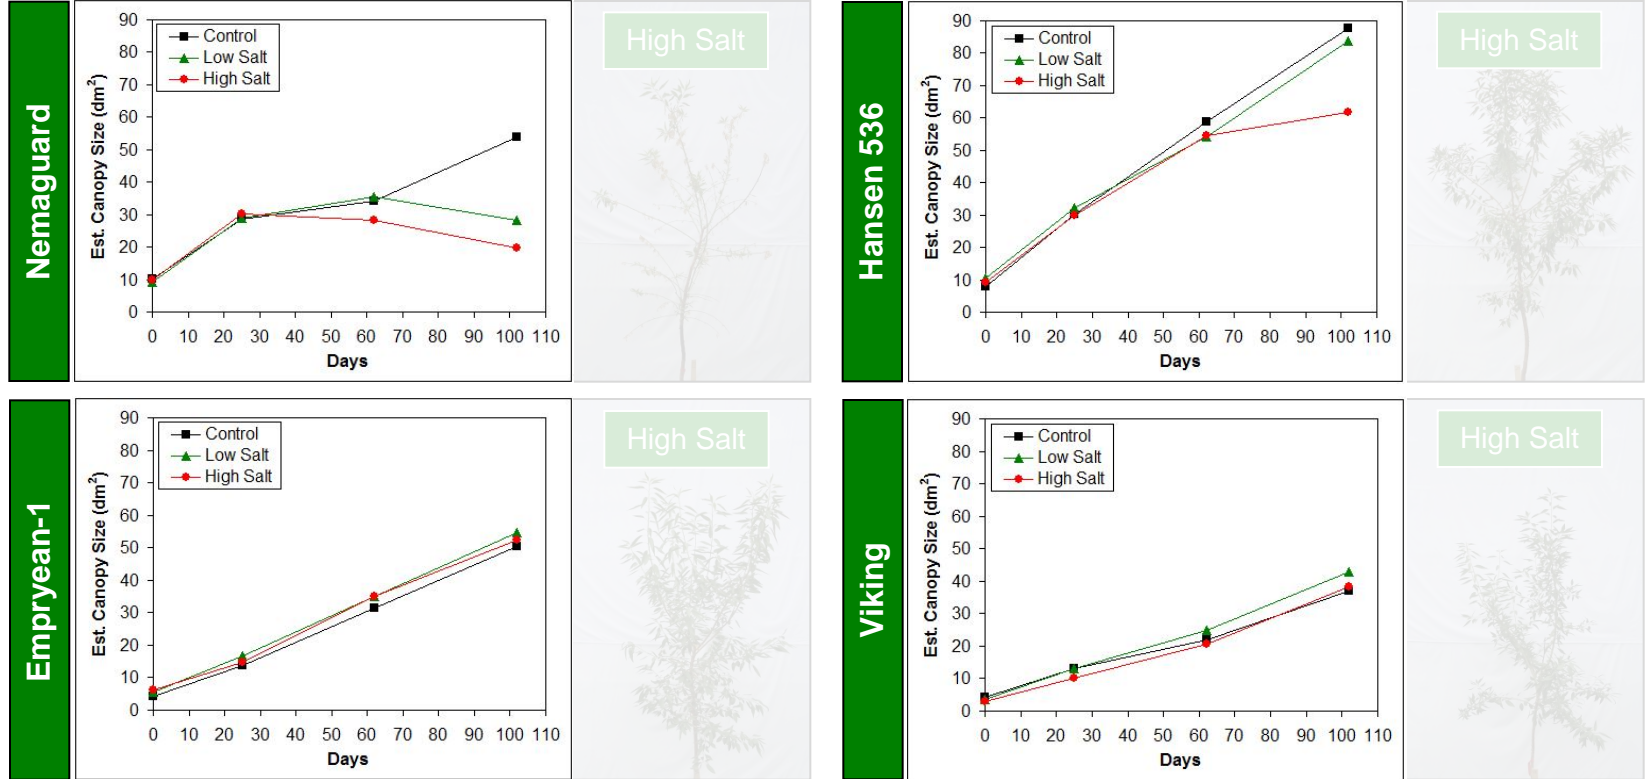 Nemaguard
Est. Canopy Size (dm²)
90
80
70
60
50
40
30
20
10
0
Control
Low Salt
High Salt
0 10 20 30 40 50 60 70 80 90 100 110
Days
High Salt
Hansen 536
Est. Canopy Size (dm²)
90
80
70
60
50
40
30
20
10
0
Control
Low Salt
High Salt
0 10 20 30 40 50 60 70 80 90 100 110
Days
High Salt
Empryean-1
Est. Canopy Size (dm²)
90
80
70
60
50
40
30
20
10
0
Control
Low Salt
High Salt
0 10 20 30 40 50 60 70 80 90 100 110
Days
High Salt
Viking
Est. Canopy Size (dm²)
90
80
70
60
50
40
30
20
10
0
Control
Low Salt
High Salt
0 10 20 30 40 50 60 70 80 90 100 110
Days
High Salt